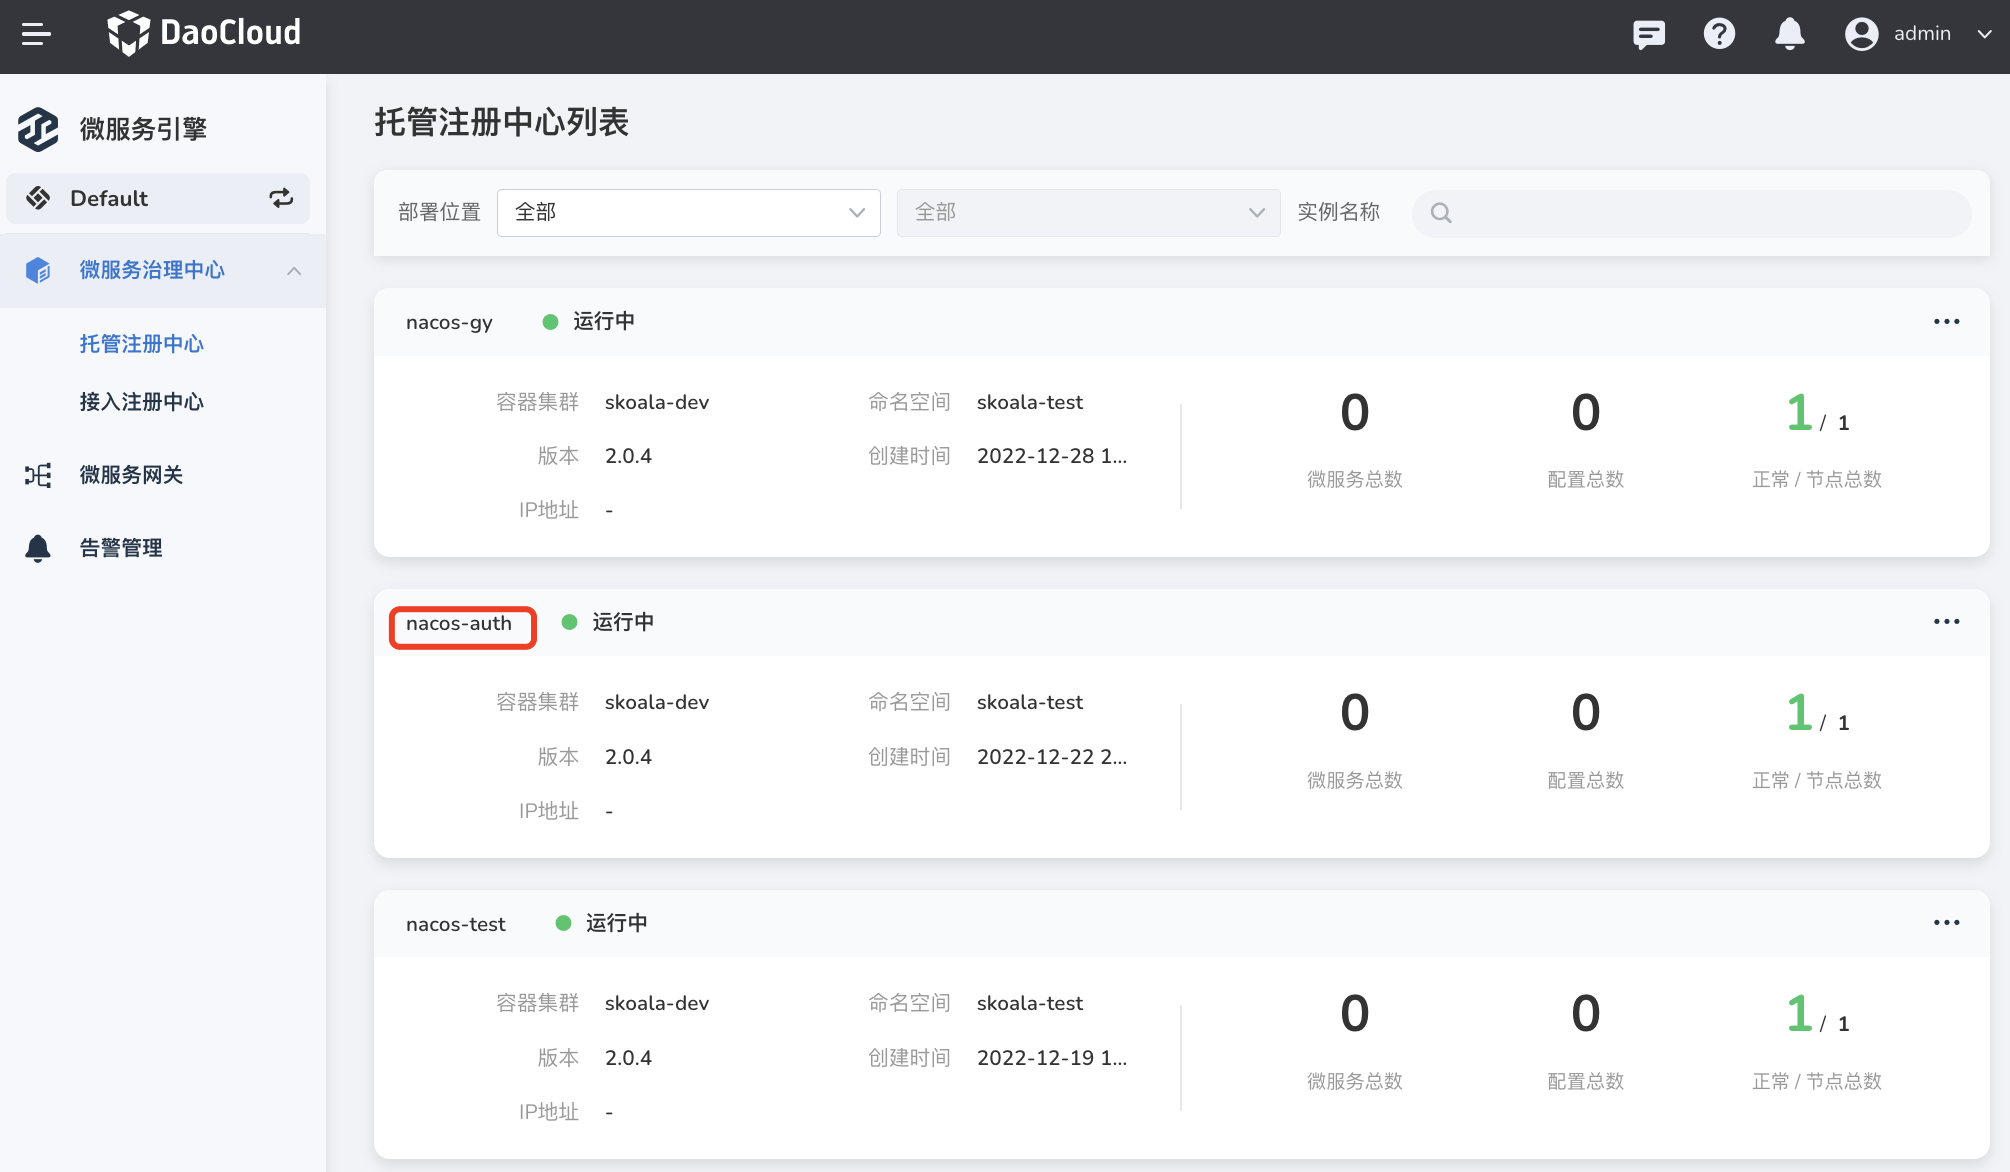 DaoCloud
admin
微服务引擎
Default
微服务治理中心
托管注册中心
接入注册中心
微服务网关
告警管理
托管注册中心列表
部署位置 全部 全部 实例名称
nacos-gy 运行中
容器集群 skoala-dev 命名空间 skoala-test
版本 2.0.4 创建时间 2022-12-28 1...
IP地址 -
0 0 1 / 1
微服务总数 配置总数 正常 / 节点总数
nacos-auth 运行中
容器集群 skoala-dev 命名空间 skoala-test
版本 2.0.4 创建时间 2022-12-22 2...
IP地址 -
0 0 1 / 1
微服务总数 配置总数 正常 / 节点总数
nacos-test 运行中
容器集群 skoala-dev 命名空间 skoala-test
版本 2.0.4 创建时间 2022-12-19 1...
IP地址 -
0 0 1 / 1
微服务总数 配置总数 正常 / 节点总数